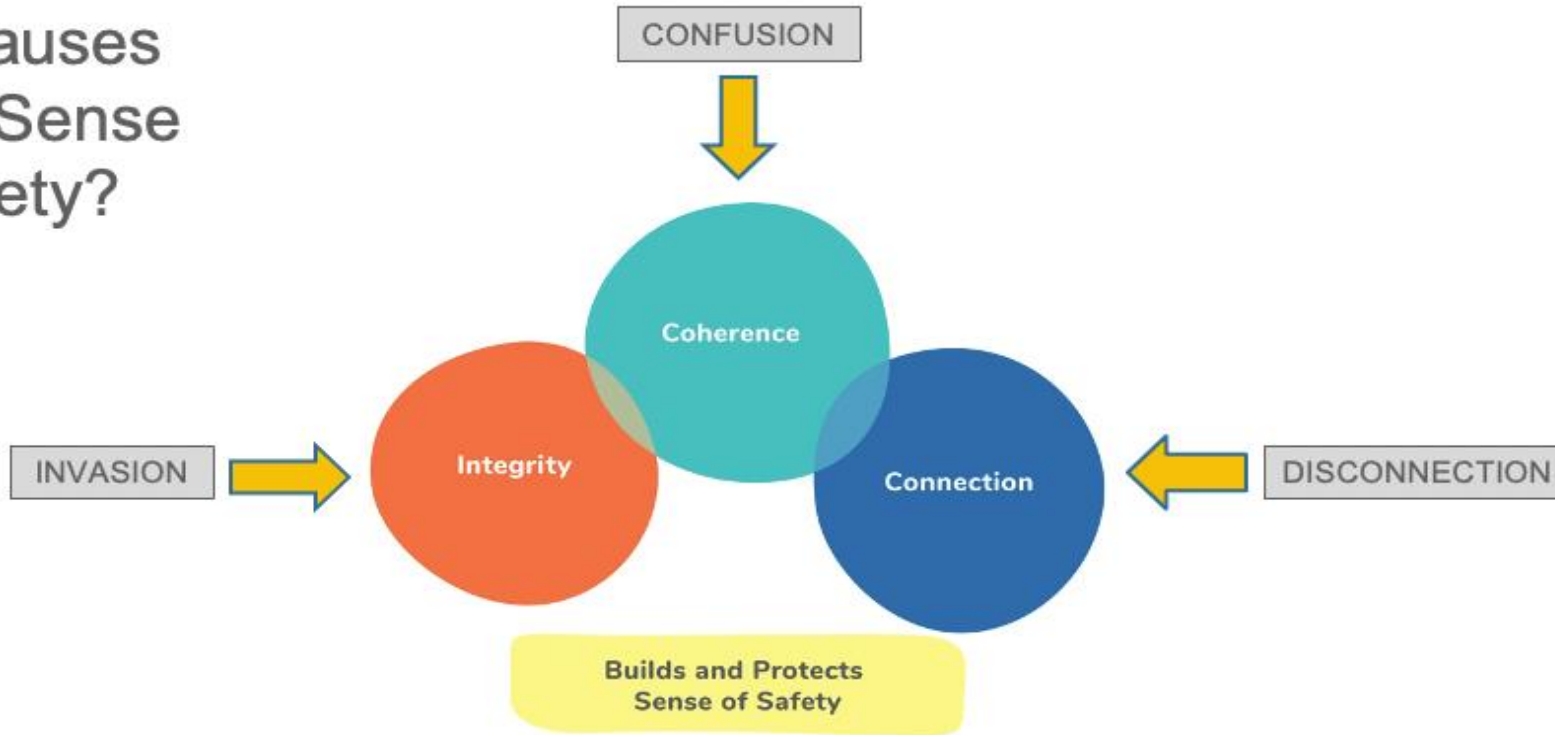 auses
Sense
ety?
CONFUSION
Coherence
Integrity
Connection
INVASION
DISCONNECTION
Builds and Protects
Sense of Safety